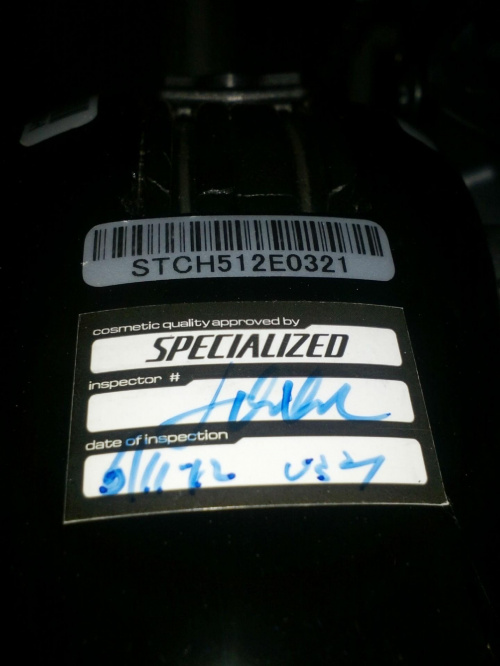 STCH512E0321
cosmetic quality approved by
SPECIALIZED
inspector #
date of inspection